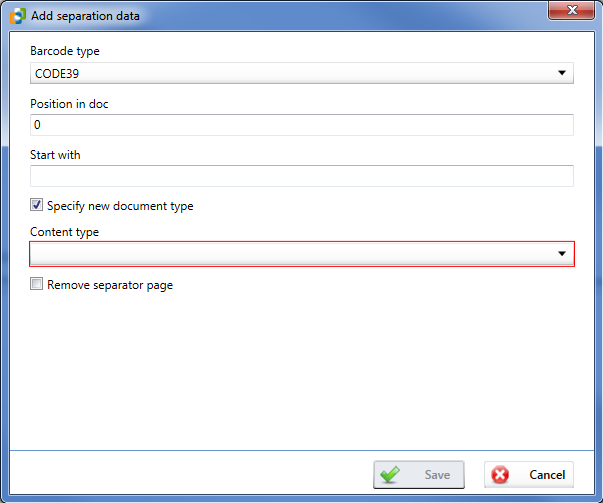 Add separation data
Barcode type
CODE39
Position in doc
0
Start with
Specify new document type
Content type
Remove separator page
Save
Cancel